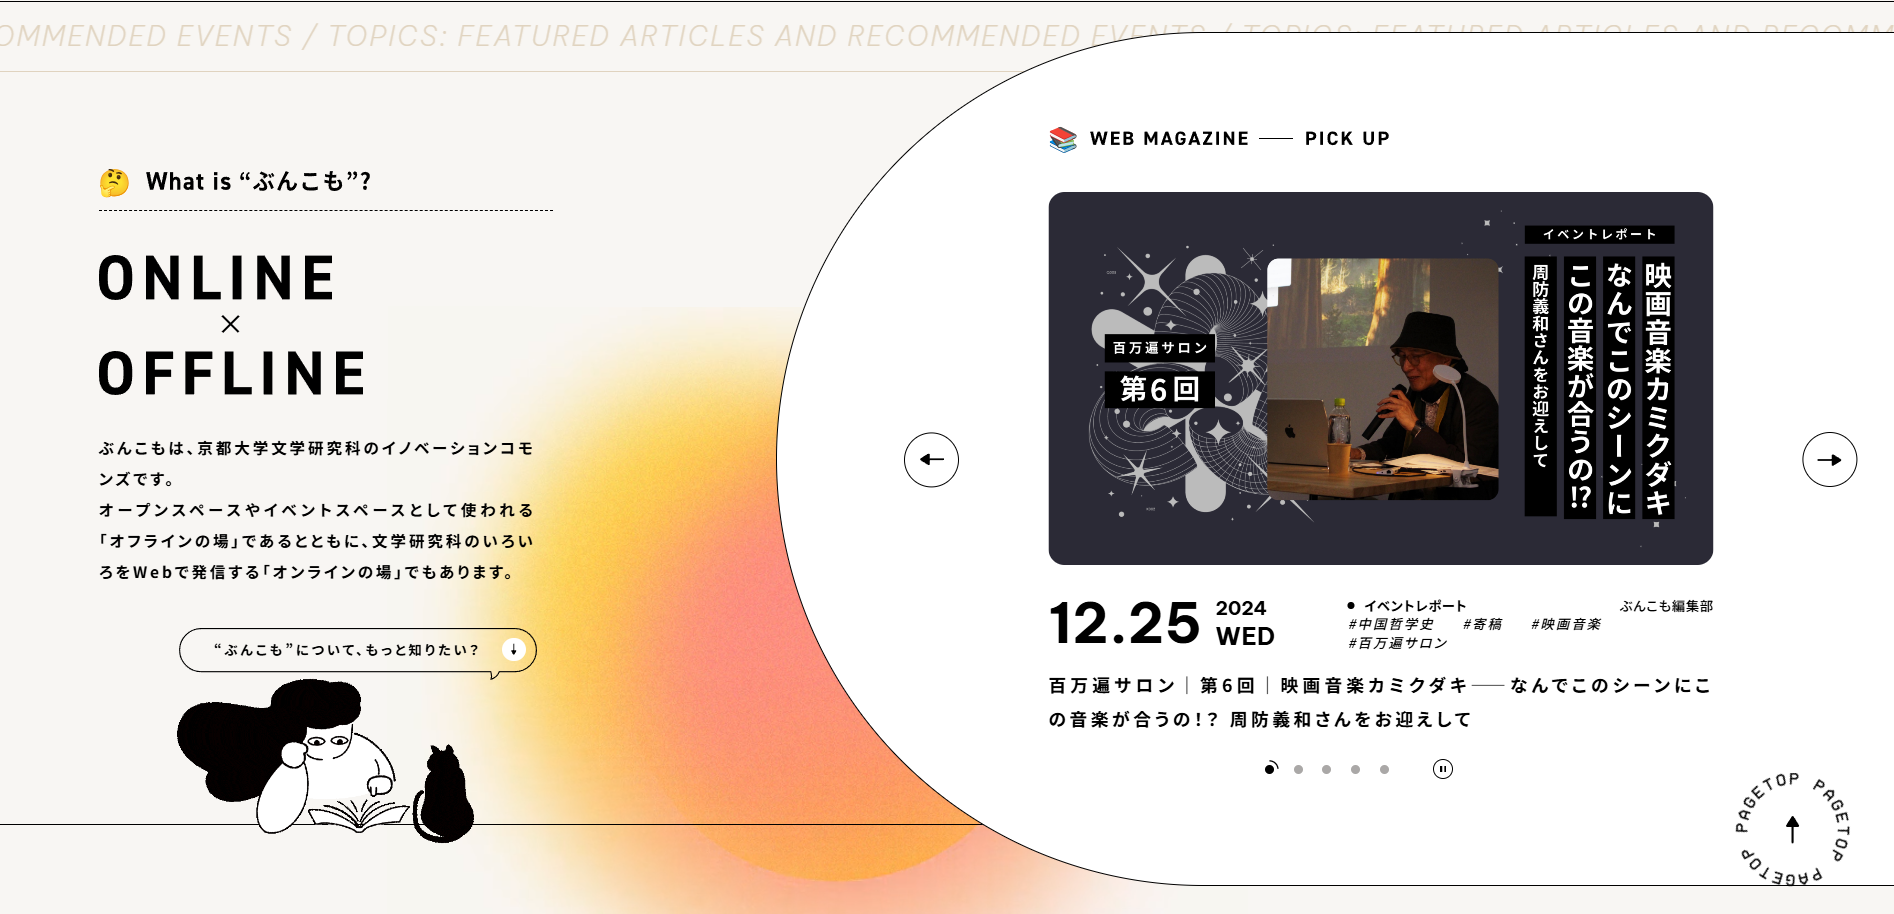 OMMENDED EVENTS / TOPICS: FEATURED ARTICLES AND RECOMMENDED EVENTS / TOPICS: FEATURED ARTICLES AND RECOMM
What is “ぶんこも”?
ONLINE
×
OFFLINE
ぶんこもは、京都大学文学研究科のイノベーションコモ
ンズです。
オープンスペースやイベントスペースとして使われる
「オフラインの場」であるとともに、文学研究科のいろい
ろをWebで発信する「オンラインの場」でもあります。
“ぶんこも”について、もっと知りたい？
WEB MAGAZINE — PICK UP
イベントレポート
映画音楽カミクダキ
なんでこのシーンに
この音楽が合うの!?
周防義和さんをお迎えして
百万遍サロン
第6回
12.25
2024
WED
イベントレポート
#中国哲学史 #寄稿 #映画音楽
#百万遍サロン
ぶんこも編集部
百万遍サロン｜第6回｜映画音楽カミクダキ——なんでこのシーンにこ
の音楽が合うの!? 周防義和さんをお迎えして
PAGETOP PAGETOP PAGETOP PAGETOP